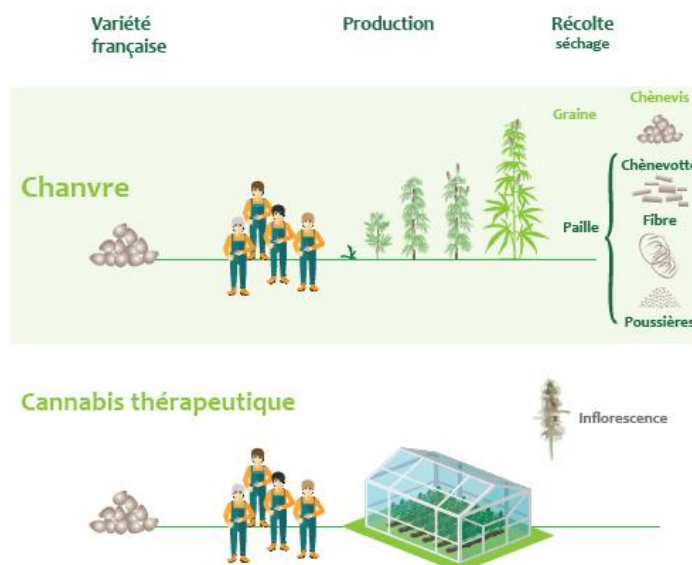 Variété
française
Production
Récolte
séchage
Chanvre
Graine
Chènevis
Paille
Chènevotte
Fibre
Poussières
Cannabis thérapeutique
Inflorescence